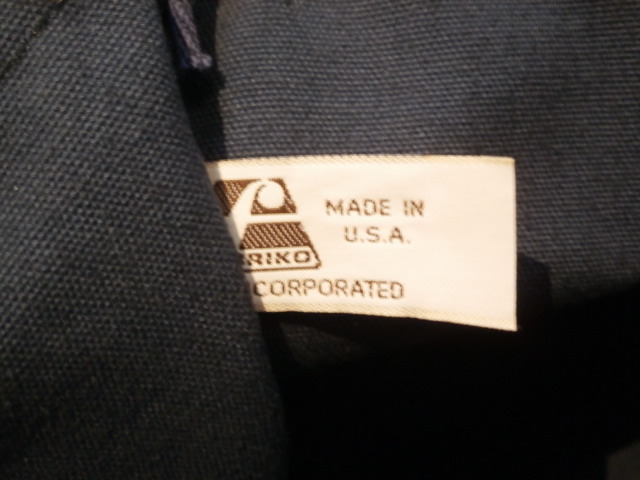 MADE IN
U.S.A.
RIKO
CORPORATED